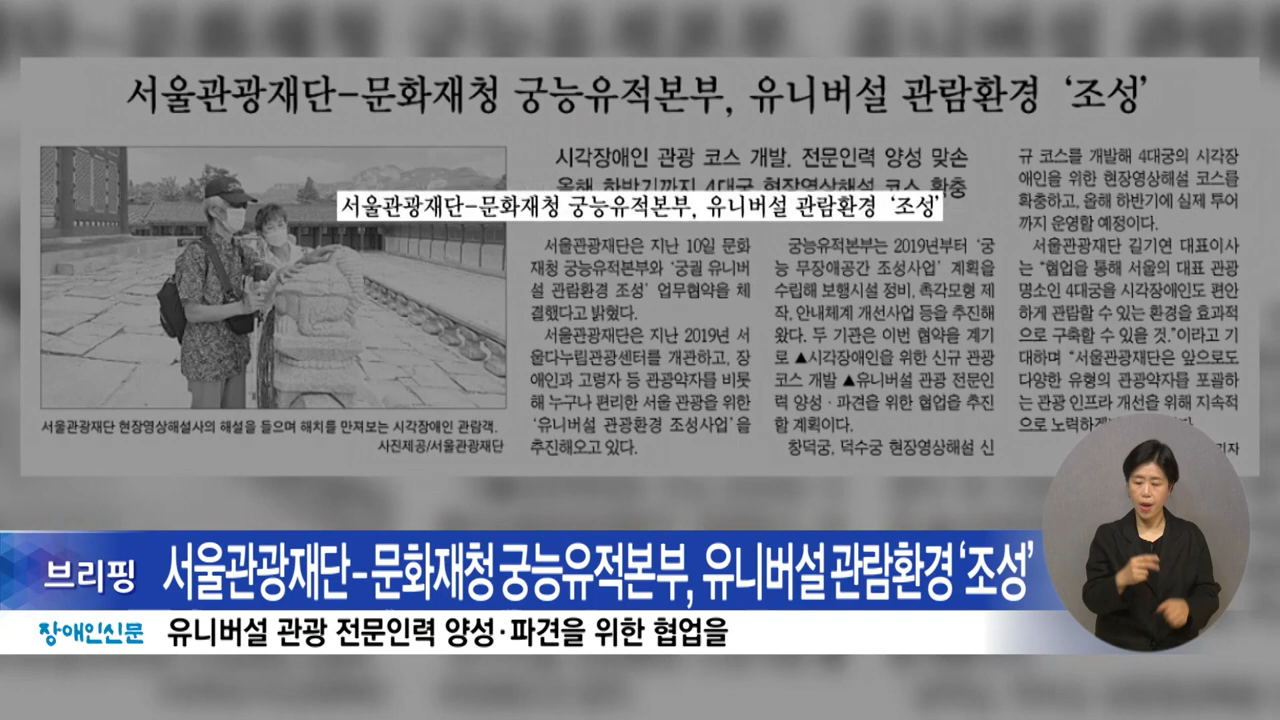 서울관광재단-문화재청 궁능유적본부, 유니버설 관람환경 ‘조성’
시각장애인 관광 코스 개발, 전문인력 양성 맞손
올해 하반기까지 4대궁 현장영상해설 코스 확충
서울관광재단-문화재청 궁능유적본부, 유니버설 관람환경 ‘조성’
서울관광재단 현장영상해설사의 해설을 들으며 해치를 만져보는 시각장애인 관람객.
사진제공/서울관광재단
서울관광재단은 지난 10일 문화
재청 궁능유적본부와 ‘궁궐 유니버
설 관람환경 조성’ 업무협약을 체
결했다고 밝혔다.
서울관광재단은 지난 2019년 서
울다누림관광센터를 개관하고, 장
애인과 고령자 등 관광약자를 비롯
해 누구나 편리한 서울 관광을 위한
‘유니버설 관광환경 조성사업’을
추진해오고 있다.
궁능유적본부는 2019년부터 ‘궁
능 무장애공간 조성사업’ 계획을
수립해 보행시설 정비, 촉각모형 제
작, 안내체계 개선사업 등을 추진해
왔다. 두 기관은 이번 협약을 계기
로 ▲시각장애인을 위한 신규 관광
코스 개발 ▲유니버설 관광 전문인
력 양성·파견을 위한 협업을 추진
할 계획이다.
창덕궁, 덕수궁 현장영상해설 신
규 코스를 개발해 4대궁의 시각장
애인을 위한 현장영상해설 코스를
확충하고, 올해 하반기에 실제 투어
까지 운영할 예정이다.
서울관광재단 길기연 대표이사
는 “협업을 통해 서울의 대표 관광
명소인 4대궁을 시각장애인도 편안
하게 관람할 수 있는 환경을 효과적
으로 구축할 수 있을 것.”이라고 기
대하며 “서울관광재단은 앞으로도
다양한 유형의 관광약자를 포괄하
는 관광 인프라 개선을 위해 지속적
으로
브리핑 서울관광재단-문화재청 궁능유적본부, 유니버설 관람환경 ‘조성’
장애인신문 유니버설 관광 전문인력 양성·파견을 위한 협업을